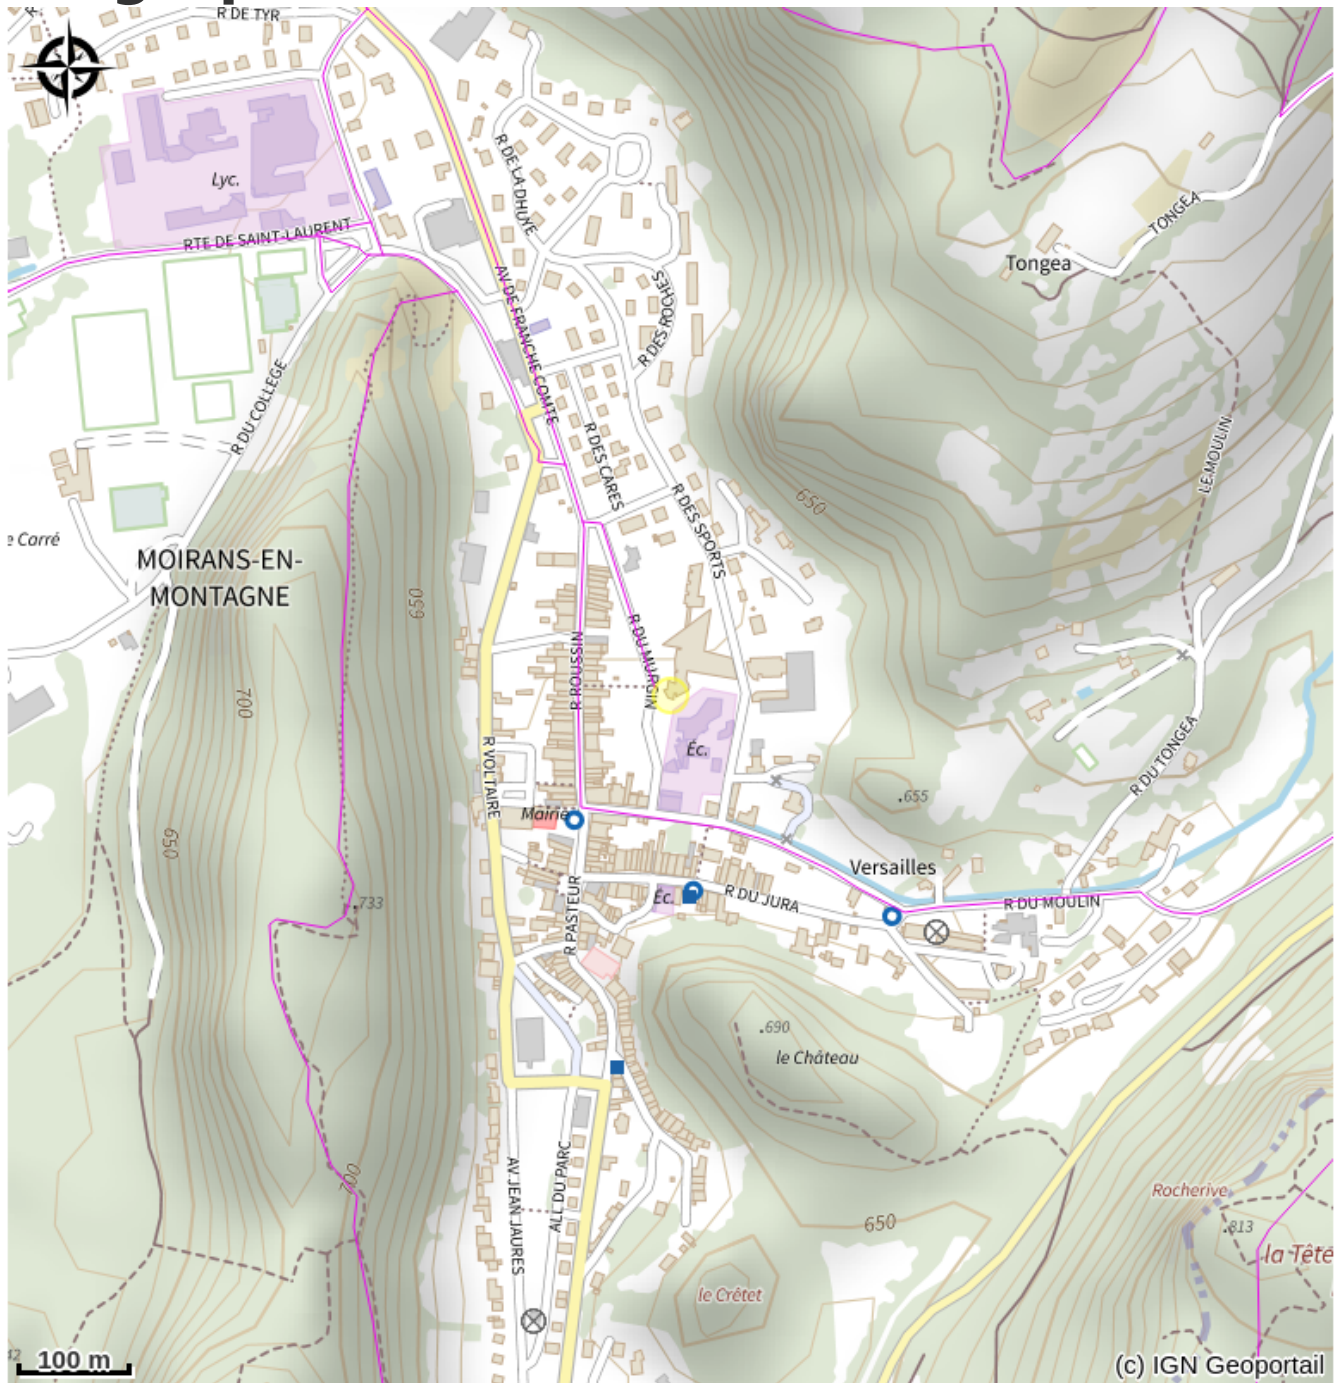 R DE TYR
R DE LA DHUYE
Lyc.
RTE DE SAINT-LAURENT
TONGEA
Tongea
AV DE FRANCHE COMTE
R DES ROCHES
R DU COLLEGE
R DES CARES
LE MOULIN
650
R DES SPORTS
e Carré
MOIRANS-EN-
MONTAGNE
650
R ROUSSIN
R DU MURGIN
700
R VOLTAIRE
Éc.
R DU TONGEA
.655
Mairie
650
Versailles
.733
R PASTEUR
Éc.
R DU JURA
R DU MOULIN
.690
le Château
700
AV JEAN JAURES
ALL DU PARC
Rocherive
650
.813
la Tête
le Crêtet
100 m
(c) IGN Geoportail